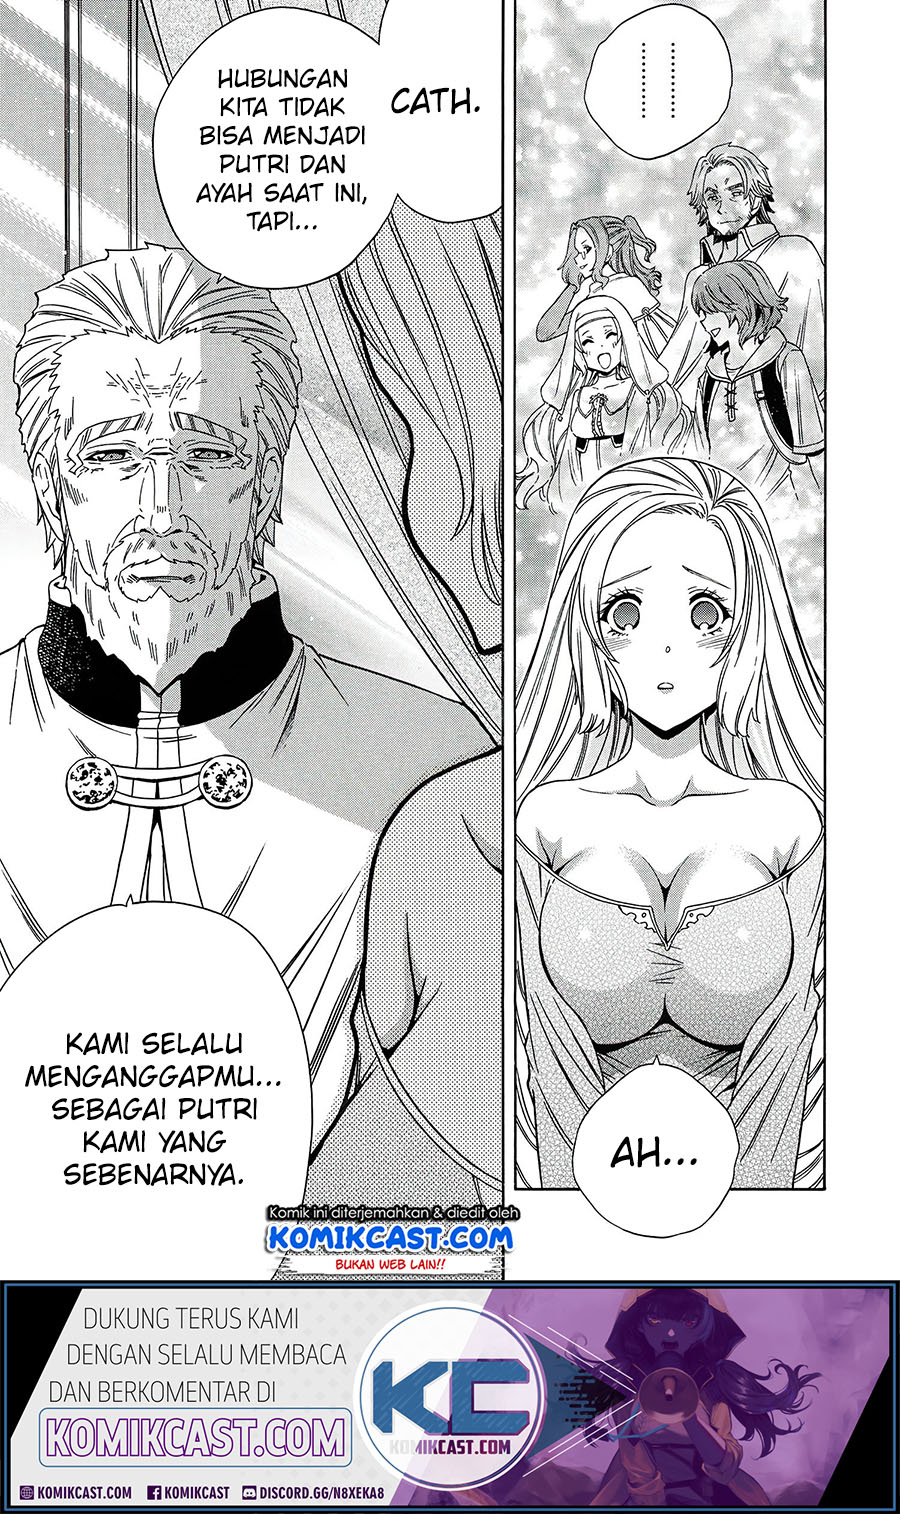 ⋮⋮
CATH.
HUBUNGAN
KITA TIDAK
BISA MENJADI
PUTRI DAN
AYAH SAAT INI,
TAPI...
AH...
KAMI SELALU
MENGANGGAPMU...
SEBAGAI PUTRI
KAMI YANG
SEBENARNYA.
Komik ini diterjemahkan & diedit oleh
KOMIKCAST.COM
BUKAN WEB LAIN!!
DUKUNG TERUS KAMI
DENGAN SELALU MEMBACA
DAN BERKOMENTAR DI
KOMIKCAST.COM
KC
KOMIKCAST.COM
KOMIKCAST.COM KOMIKCAST DISCORD.GG/N8XEKA8